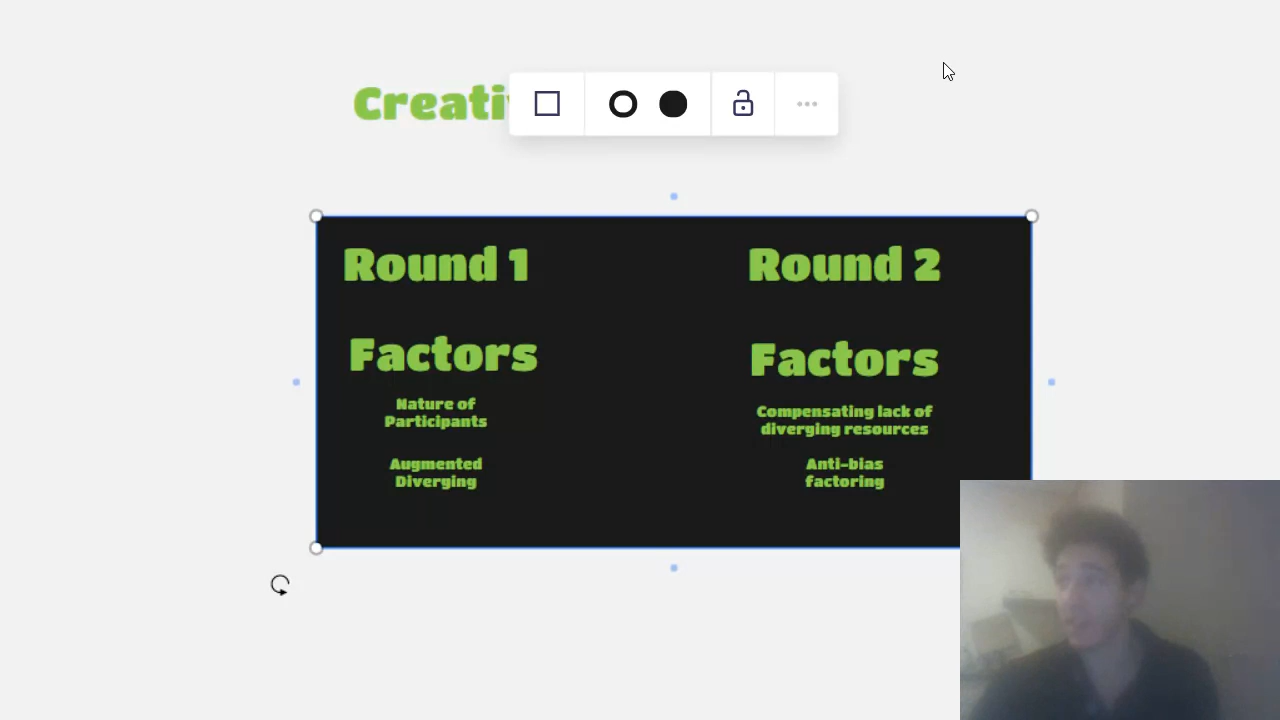 Creati
Round 1
Round 2
Factors
Factors
Nature of
Participants
Compensating lack of
diverging resources
Augmented
Diverging
Anti-bias
factoring